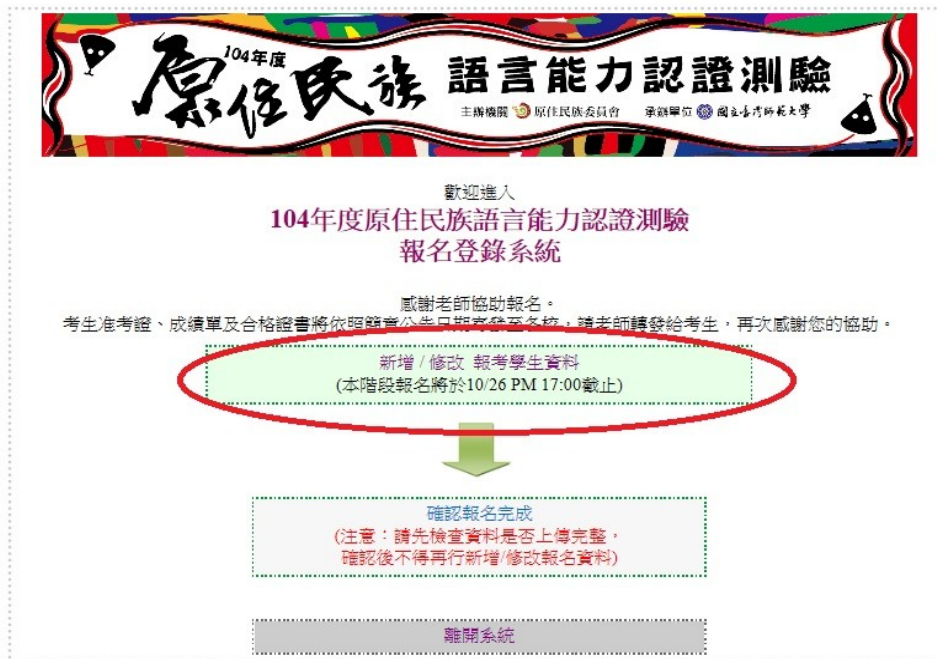 104年度
原住民族 語言能力認證測驗
主辦機關 原住民族委員會 承辦單位 國立臺灣師範大學
歡迎進入
104年度原住民族語言能力認證測驗
報名登錄系統
感謝老師協助報名。
考生准考證、成績單及合格證書將依照簡章公告日期寄發至各校，請老師轉發給考生，再次感謝您的協助。
新增 / 修改 報考學生資料
(本階段報名將於10/26 PM 17:00截止)
確認報名完成
(注意：請先檢查資料是否上傳完整，
確認後不得再行新增/修改報名資料)
離開系統